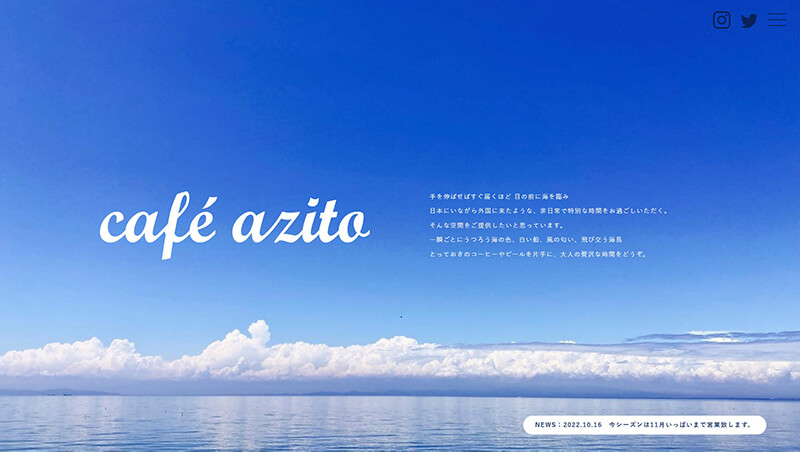 café azito
手を伸ばせばすぐ届くほど 目の前に海を臨み
日本にいながら外国に来たような、非日常で特別な時間をお過ごしいただく。
そんな空間をご提供したいと思っています。
一瞬ごとにうつろう海の色、白い船、風の匂い、飛び交う海鳥
とっておきのコーヒーやビールを片手に、大人の贅沢な時間をどうぞ。
NEWS：2022.10.16 今シーズンは11月いっぱいまで営業致します。